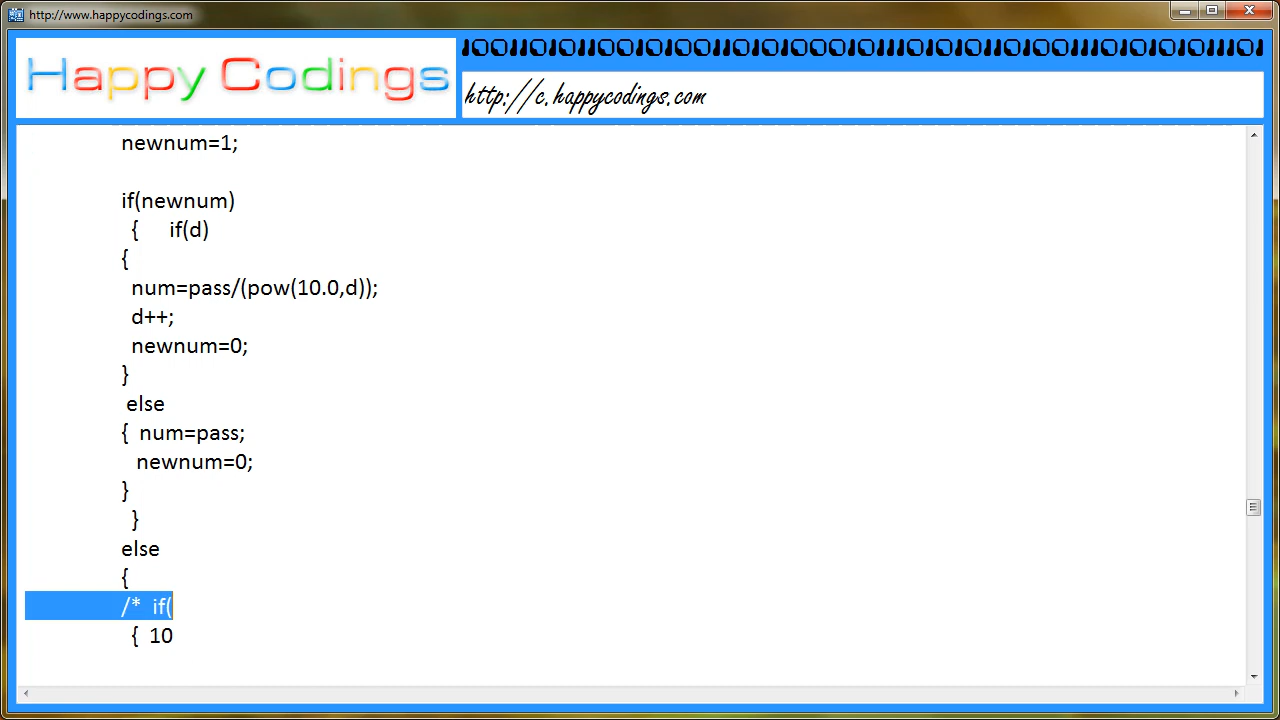 http://www.happycodings.com
Happy Codings
http://c.happycodings.com
newnum=1;
if(newnum)
{ if(d)
{
num=pass/(pow(10.0,d));
d++;
newnum=0;
}
else
{ num=pass;
newnum=0;
}
}
else
{
/* if(
{ 10